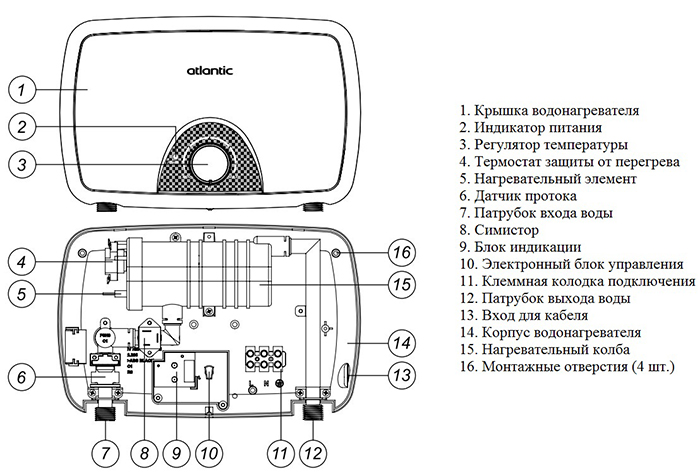 atlantic
1
2
3
1. Крышка водонагревателя
2. Индикатор питания
3. Регулятор температуры
4. Термостат защиты от перегрева
5. Нагревательный элемент
6. Датчик протока
7. Патрубок входа воды
8. Симистор
9. Блок индикации
10. Электронный блок управления
11. Клеммная колодка подключения
12. Патрубок выхода воды
13. Вход для кабеля
14. Корпус водонагревателя
15. Нагревательный колба
16. Монтажные отверстия (4 шт.)
4
16
5
15
14
6
L N
13
7
8
9
10
11
12